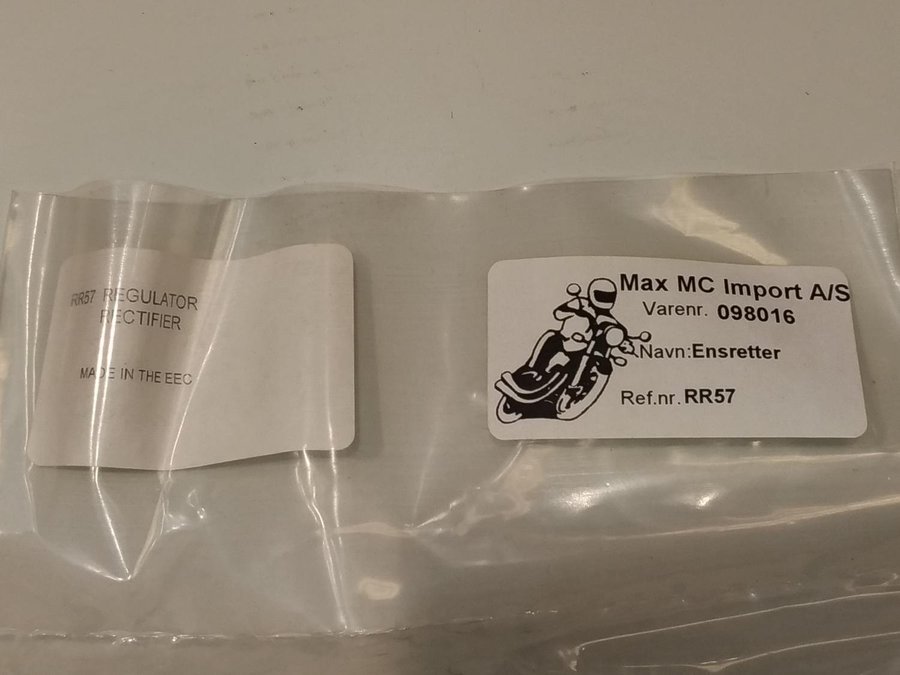 RR57 REGULATOR
RECTIFIER
MADE IN THE EEC
Max MC Import A/S
Varenr. 098016
Navn:Ensretter
Ref.nr. RR57